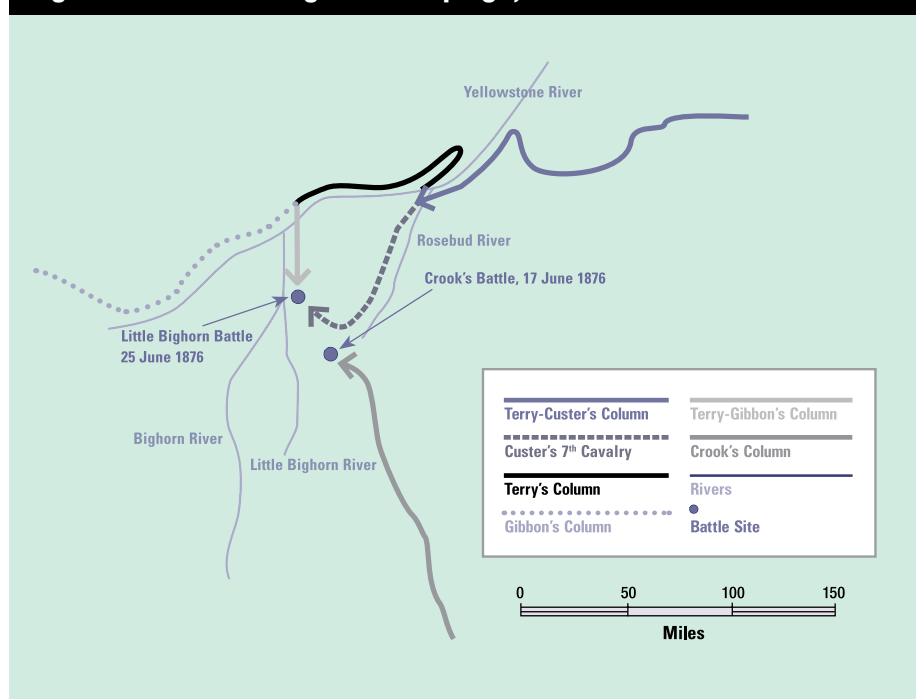 Yellowstone River
Rosebud River
Crook's Battle, 17 June 1876
Little Bighorn Battle
25 June 1876
Bighorn River
Little Bighorn River
Terry-Custer's Column
Terry-Gibbon's Column
Custer's 7th Cavalry
Crook's Column
Terry's Column
Rivers
Gibbon's Column
Battle Site
0 50 100 150
Miles